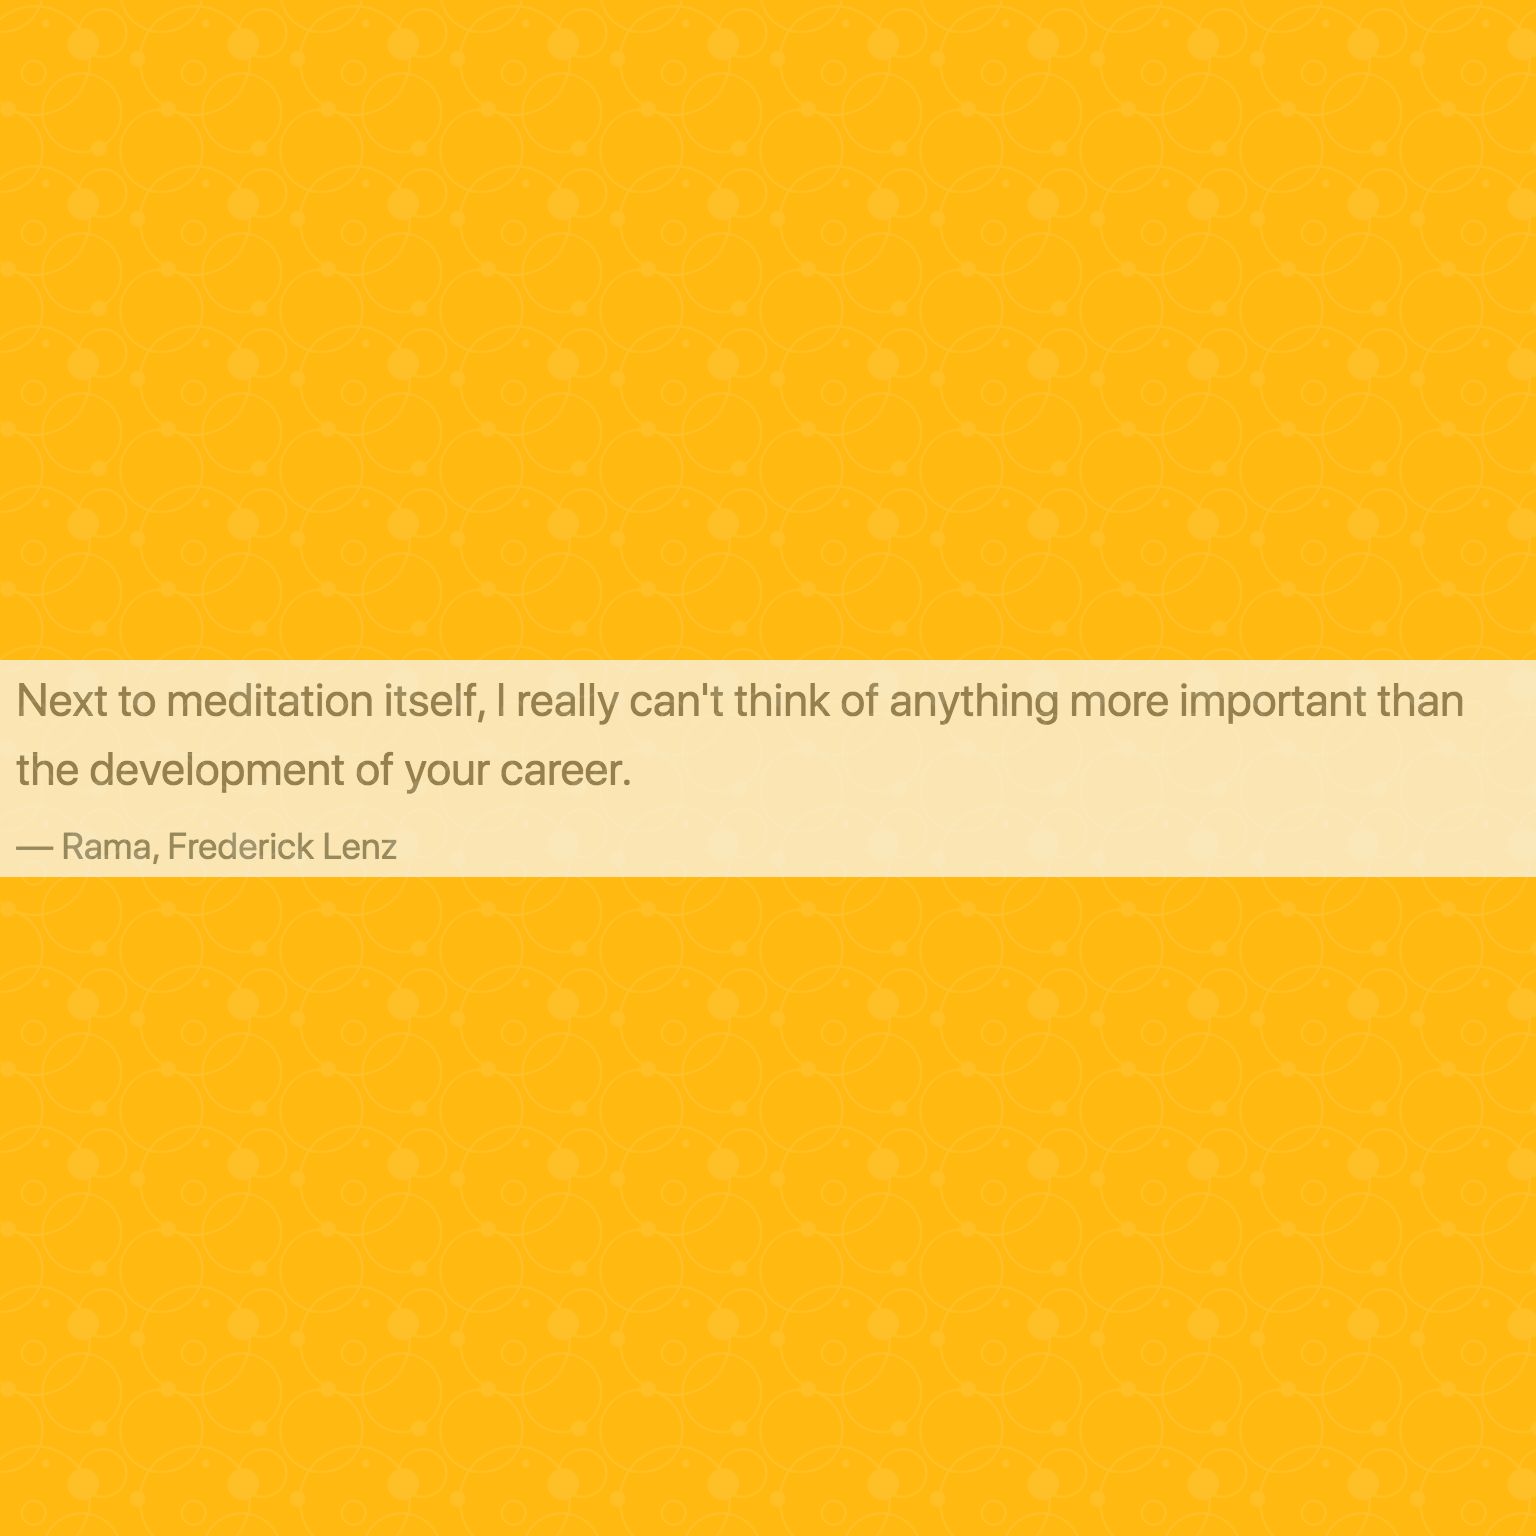 Next to meditation itself, I really can't think of anything more important than
the development of your career.
— Rama, Frederick Lenz